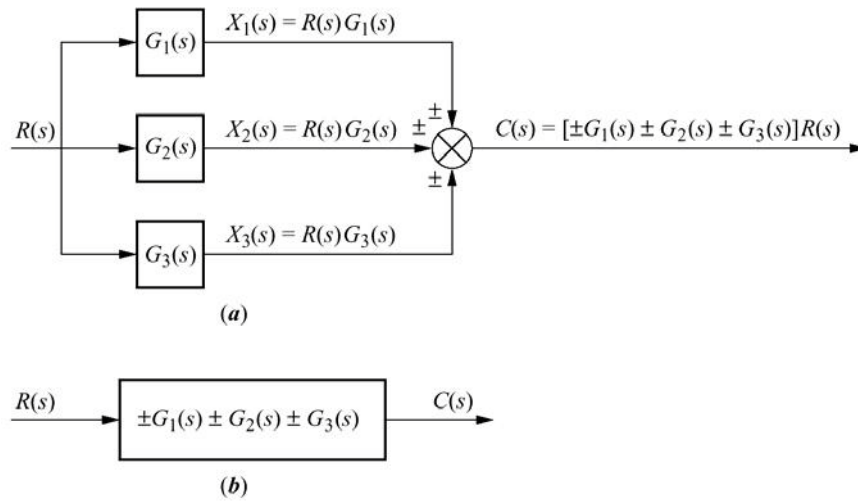 G₁(s)
X₁(s) = R(s)G₁(s)
±
R(s)
G₂(s)
X₂(s) = R(s)G₂(s)
±
C(s) = [±G₁(s) ± G₂(s) ± G₃(s)]R(s)
±
G₃(s)
X₃(s) = R(s)G₃(s)
(a)
R(s)
±G₁(s) ± G₂(s) ± G₃(s)
C(s)
(b)